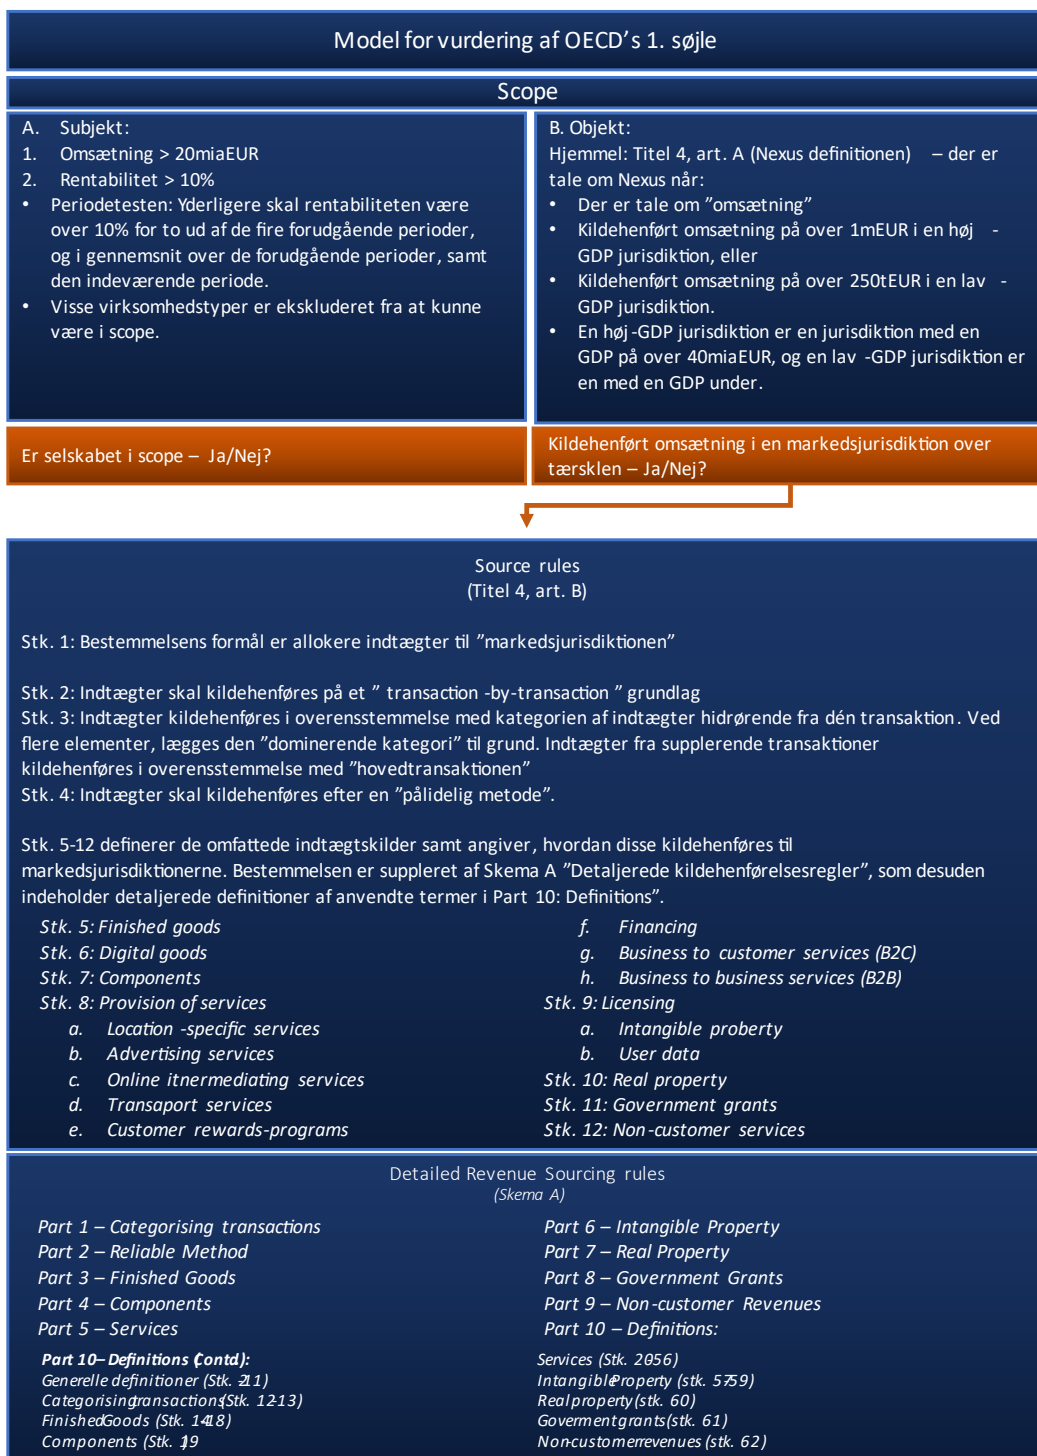 Model for vurdering af OECD's 1. søjle
Scope
A. Subjekt:
1. Omsætning > 20miaEUR
2. Rentabilitet > 10%
• Periodetesten: Yderligere skal rentabiliteten være
over 10% for to ud af de fire forudgående perioder,
og i gennemsnit over de forudgående perioder, samt
den indeværende periode.
• Visse virksomhedstyper er ekskluderet fra at kunne
være i scope.
B. Objekt:
Hjemmel: Titel 4, art. A (Nexus definitionen) – der er
tale om Nexus når:
• Der er tale om ”omsætning”
• Kildehenført omsætning på over 1mEUR i en høj -
GDP jurisdiktion, eller
• Kildehenført omsætning på over 250tEUR i en lav -
GDP jurisdiktion.
• En høj-GDP jurisdiktion er en jurisdiktion med en
GDP på over 40miaEUR, og en lav -GDP jurisdiktion er
en med en GDP under.
Er selskabet i scope – Ja/Nej?
Kildehenført omsætning i en markedsjurisdiktion over
tærsklen – Ja/Nej?
Source rules
(Titel 4, art. B)
Stk. 1: Bestemmelsens formål er allokere indtægter til ”markedsjurisdiktionen”
Stk. 2: Indtægter skal kildehenføres på et ” transaction -by-transaction ” grundlag
Stk. 3: Indtægter kildehenføres i overensstemmelse med kategorien af indtægter hidrørende fra dén transaktion. Ved
flere elementer, lægges den ”dominerende kategori” til grund. Indtægter fra supplerende transaktioner
kildehenføres i overensstemmelse med ”hovedtransaktionen”
Stk. 4: Indtægter skal kildehenføres efter en ”pålidelig metode”.
Stk. 5-12 definerer de omfattede indtægtskilder samt angiver, hvordan disse kildehenføres til
markedsjurisdiktionerne. Bestemmelsen er suppleret af Skema A ”Detaljerede kildehenførelsesregler”, som desuden
indeholder detaljerede definitioner af anvendte termer i Part 10: Definitions”.
Stk. 5: Finished goods
Stk. 6: Digital goods
Stk. 7: Components
Stk. 8: Provision of services
a. Location -specific services
b. Advertising services
c. Online itnermediating services
d. Transaport services
e. Customer rewards-programs
f. Financing
g. Business to customer services (B2C)
h. Business to business services (B2B)
Stk. 9: Licensing
a. Intangible proberty
b. User data
Stk. 10: Real property
Stk. 11: Government grants
Stk. 12: Non-customer services
Detailed Revenue Sourcing rules
(Skema A)
Part 1 – Categorising transactions
Part 2 – Reliable Method
Part 3 – Finished Goods
Part 4 – Components
Part 5 – Services
Part 6 – Intangible Property
Part 7 – Real Property
Part 8 – Government Grants
Part 9 – Non-customer Revenues
Part 10 – Definitions:
Part 10– Definitions (Contd.):
Generelle definitioner (Stk. 2-11)
Categorising transactions (Stk. 12-13)
Finished Goods (Stk. 14-18)
Components (Stk. 19)
Services (Stk. 20-56)
Intangible Property (stk. 57-59)
Real property (stk. 60)
Goverment grants (stk. 61)
Non-customer revenues (stk. 62)